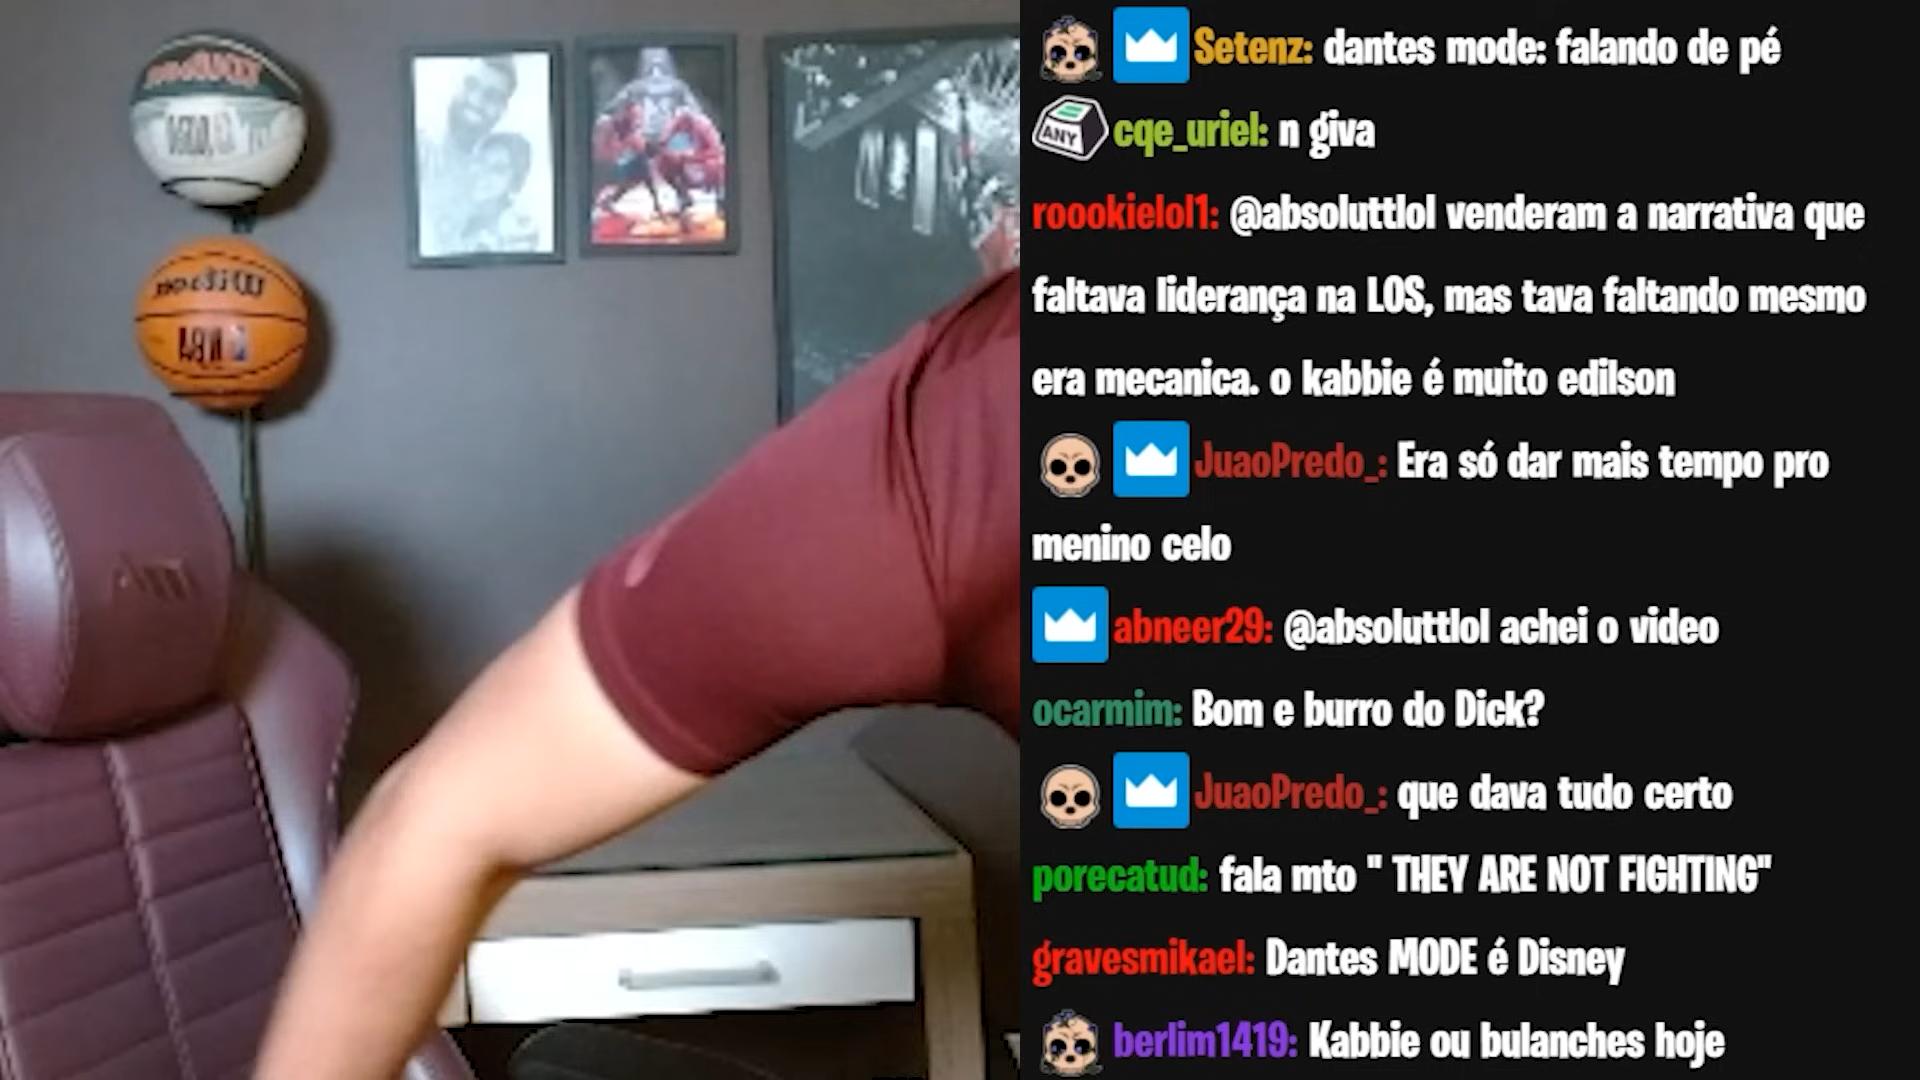 Setenz: dantes mode: falando de pé
ANY cqe_uriel: n giva
roookielol1: @absoluttlol venderam a narrativa que
faltava liderança na LOS, mas tava faltando mesmo
era mecanica. o kabbie é muito edilson
JuaoPredo_: Era só dar mais tempo pro
menino celo
abneer29: @absoluttlol achei o video
ocarmim: Bom e burro do Dick?
JuaoPredo_: que dava tudo certo
porecatud: fala mto " THEY ARE NOT FIGHTING"
gravesmikael: Dantes MODE é Disney
berlim1419: Kabbie ou bulanches hoje